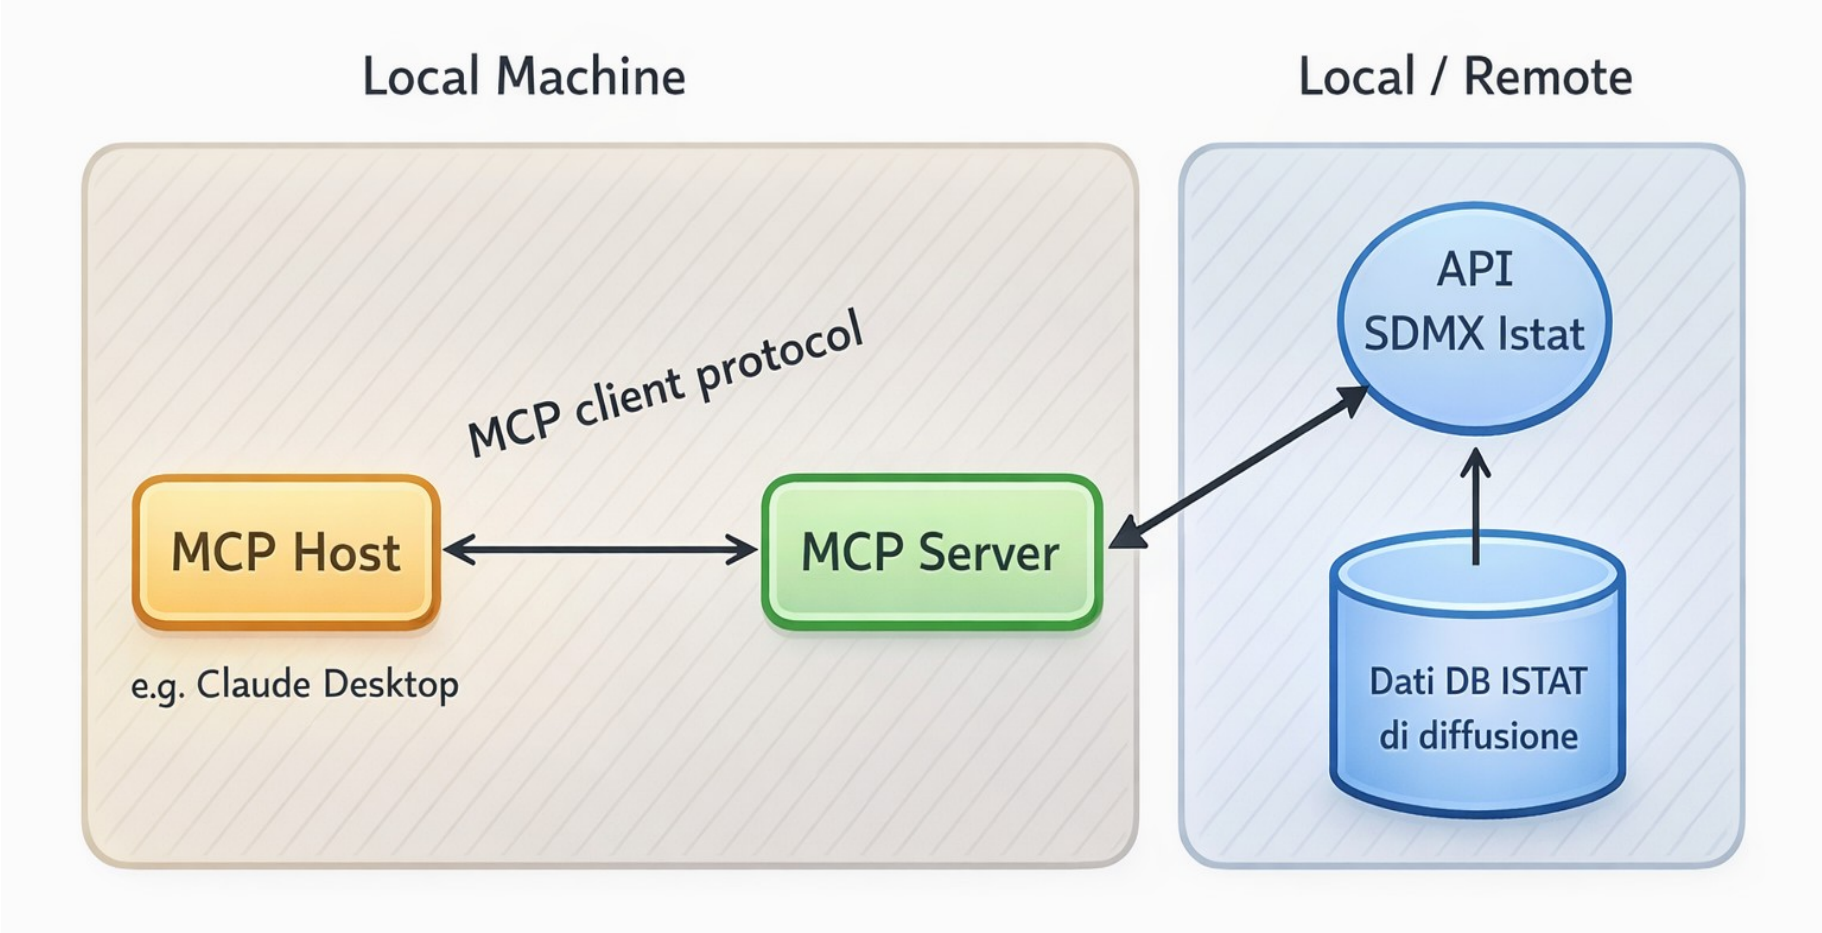 Local Machine
Local / Remote
API
SDMX Istat
MCP client protocol
MCP Host
MCP Server
e.g. Claude Desktop
Dati DB ISTAT
di diffusione